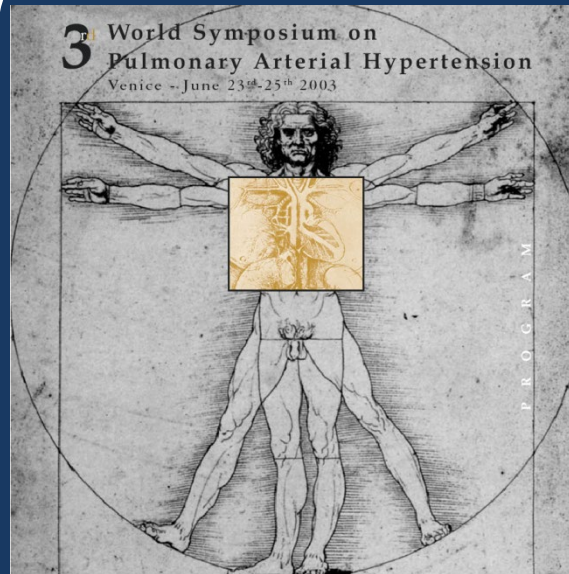 3rd World Symposium on
Pulmonary Arterial Hypertension
Venice - June 23rd-25th 2003
PROGRAM